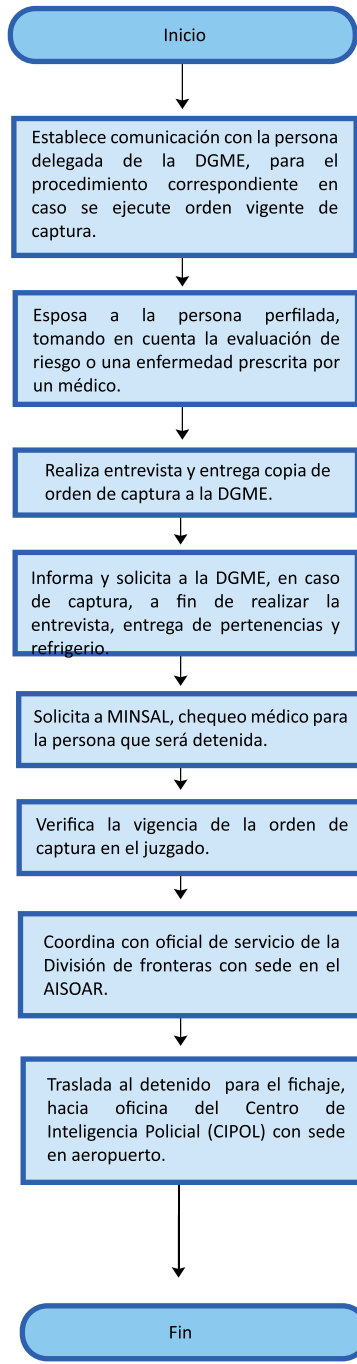 Inicio
Establece comunicación con la persona
delegada de la DGME, para el
procedimiento correspondiente en
caso se ejecute orden vigente de
captura.
Esposa a la persona perfilada,
tomando en cuenta la evaluación de
riesgo o una enfermedad prescrita por
un médico.
Realiza entrevista y entrega copia de
orden de captura a la DGME.
Informa y solicita a la DGME, en caso
de captura, a fin de realizar la
entrevista, entrega de pertenencias y
refrigerio.
Solicita a MINSAL, chequeo médico para
la persona que será detenida.
Verifica la vigencia de la orden de
captura en el juzgado.
Coordina con oficial de servicio de la
División de fronteras con sede en el
AISOAR.
Traslada al detenido para el fichaje,
hacia oficina del Centro de
Inteligencia Policial (CIPOL) con sede
en aeropuerto.
Fin